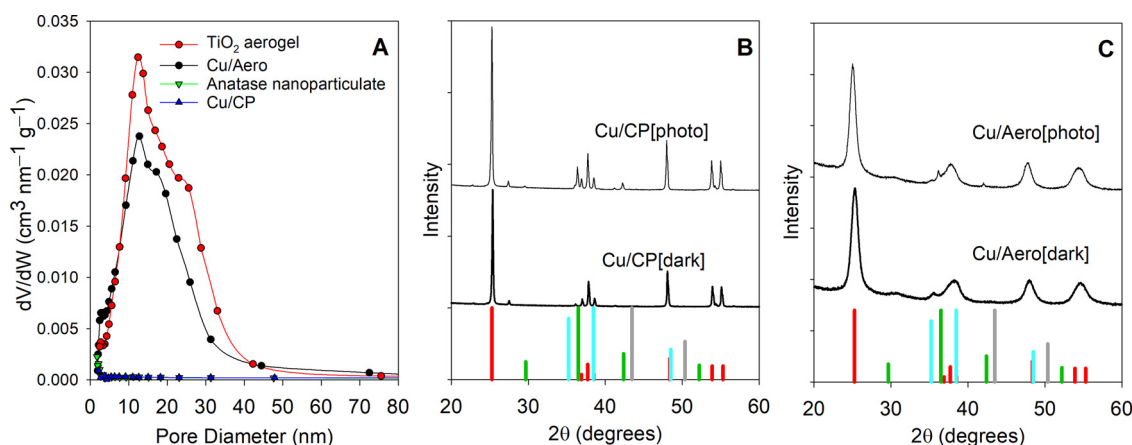 A
TiO₂ aerogel
Cu/Aero
Anatase nanoparticulate
Cu/CP
dV/dW (cm³ nm⁻¹ g⁻¹)
0.035
0.030
0.025
0.020
0.015
0.010
0.005
0.000
0 10 20 30 40 50 60 70 80
Pore Diameter (nm)
B
Cu/CP[photo]
Cu/CP[dark]
Intensity
20 30 40 50 60
2θ (degrees)
C
Cu/Aero[photo]
Cu/Aero[dark]
Intensity
20 30 40 50 60
2θ (degrees)